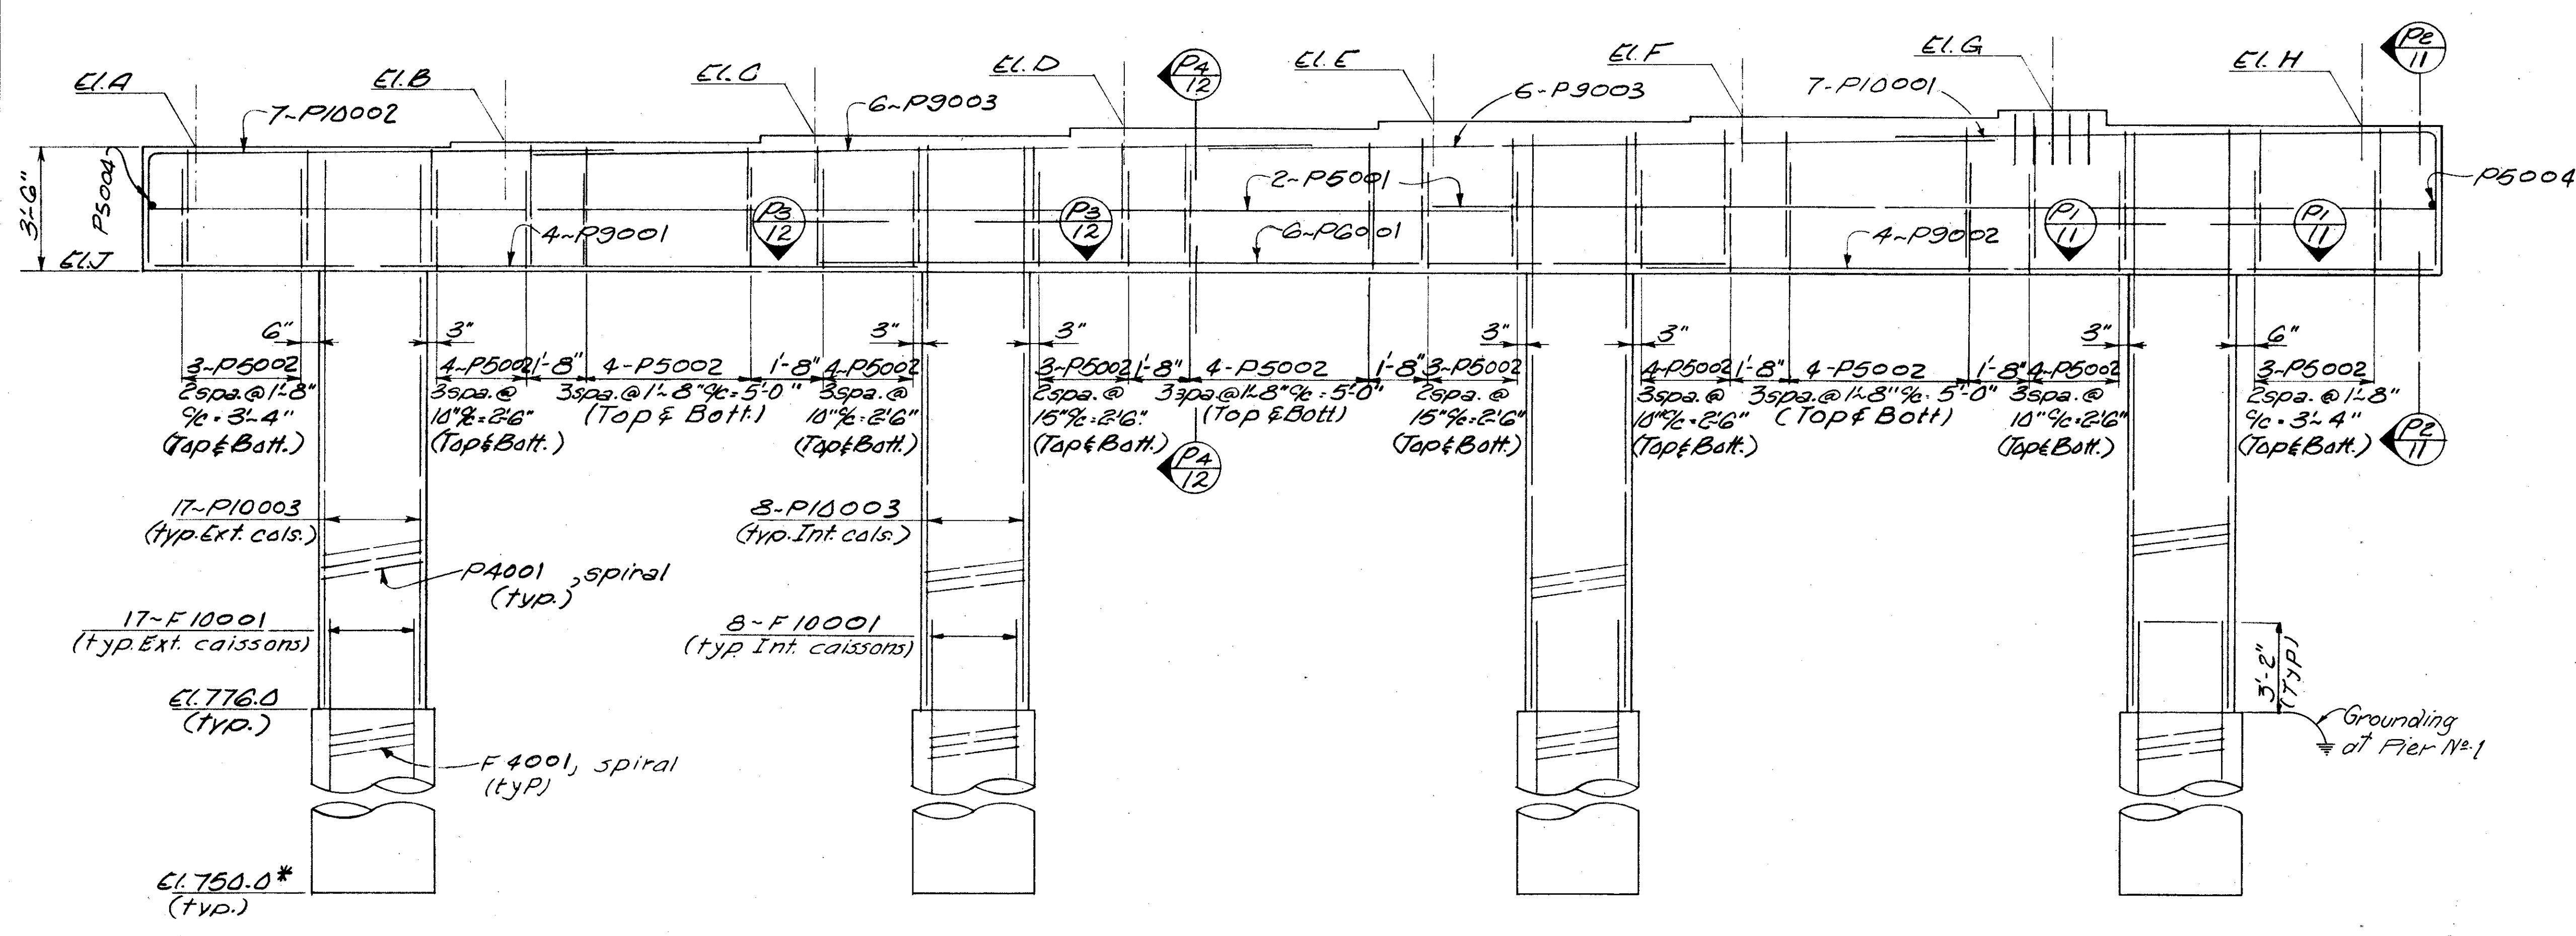 El. A
El. B
El. C
El. D
El. E
El. F
El. G
El. H
P2
11
P4
12
7~P10002
6~P9003
6~P9003
7-P10001
3'-6"
P5004
El. J
4~P9001
P3
12
P3
12
2~P5001
6~P6001
4~P9002
P1
11
P1
11
P5004
6"
3"
3"
3"
3"
3"
3"
6"
3~P5002
2spa.@1'-8"
c/c = 3'-4"
(Top & Bott.)
4~P5002
3spa.@
10"c/c=2'-6"
(Top & Bott.)
1'-8"
4-P5002
3spa.@1'-8"c/c=5'-0"
(Top & Bott.)
1'-8"
4~P5002
3spa.@
10"c/c=2'-6"
(Top & Bott.)
3~P5002
2spa.@
15"c/c=2'-6"
(Top & Bott.)
1'-8"
4-P5002
3spa.@1'-8"c/c=5'-0"
(Top & Bott)
1'-8"
3~P5002
2spa.@
15"c/c=2'-6"
(Top & Bott.)
4~P5002
3spa.@
10"c/c=2'-6"
(Top & Bott.)
1'-8"
4-P5002
3spa.@1'-8"c/c=5'-0"
(Top & Bott)
1'-8"
4~P5002
3spa.@
10"c/c=2'-6"
(Top & Bott.)
3~P5002
2spa.@1'-8"
c/c = 3'-4"
(Top & Bott.)
P4
12
P2
11
17~P10003
(typ. Ext. cols.)
8~P10003
(typ. Int. cols.)
P4001, spiral
(typ.)
17~F10001
(typ. Ext. caissons)
8~F10001
(typ. Int. caissons)
3'-2"
(TYP)
El. 776.0
(typ.)
F4001, spiral
(typ)
Grounding
at Pier No.1
El. 750.0*
(typ.)